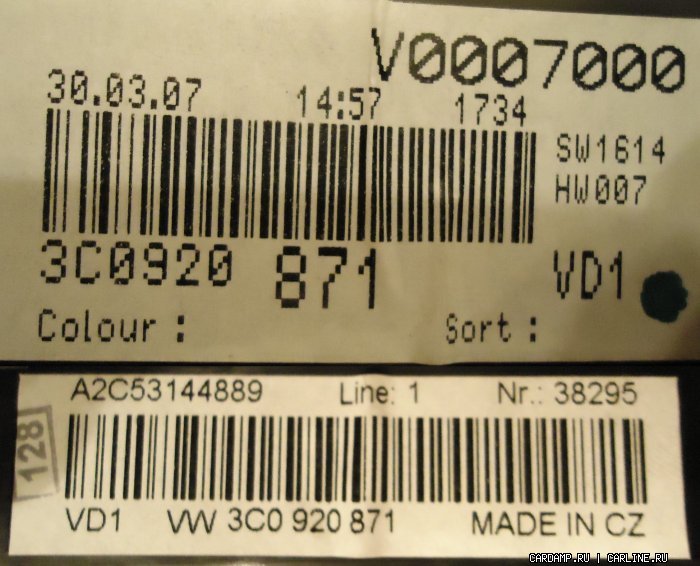 V0007000
30.03.07 14:57 1734
SW1614
HW007
3C0920 871 VD1
Colour : Sort :
A2C53144889 Line: 1 Nr.: 38295
128
VD1 VW 3C0 920 871 MADE IN CZ
CARDAMP.RU | CARLINE.RU